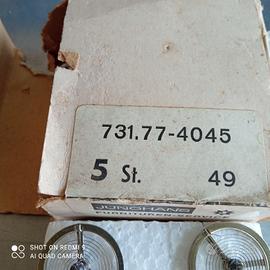 731.77-4045
5 St. 49
JUNGHANS
SHOT ON REDMI 9
AI QUAD CAMERA